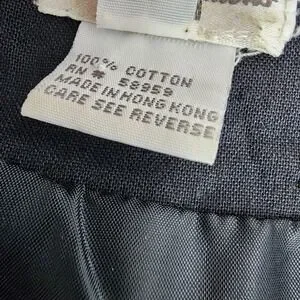 100% COTTON
RN # 58959
MADE IN HONG KONG
CARE SEE REVERSE